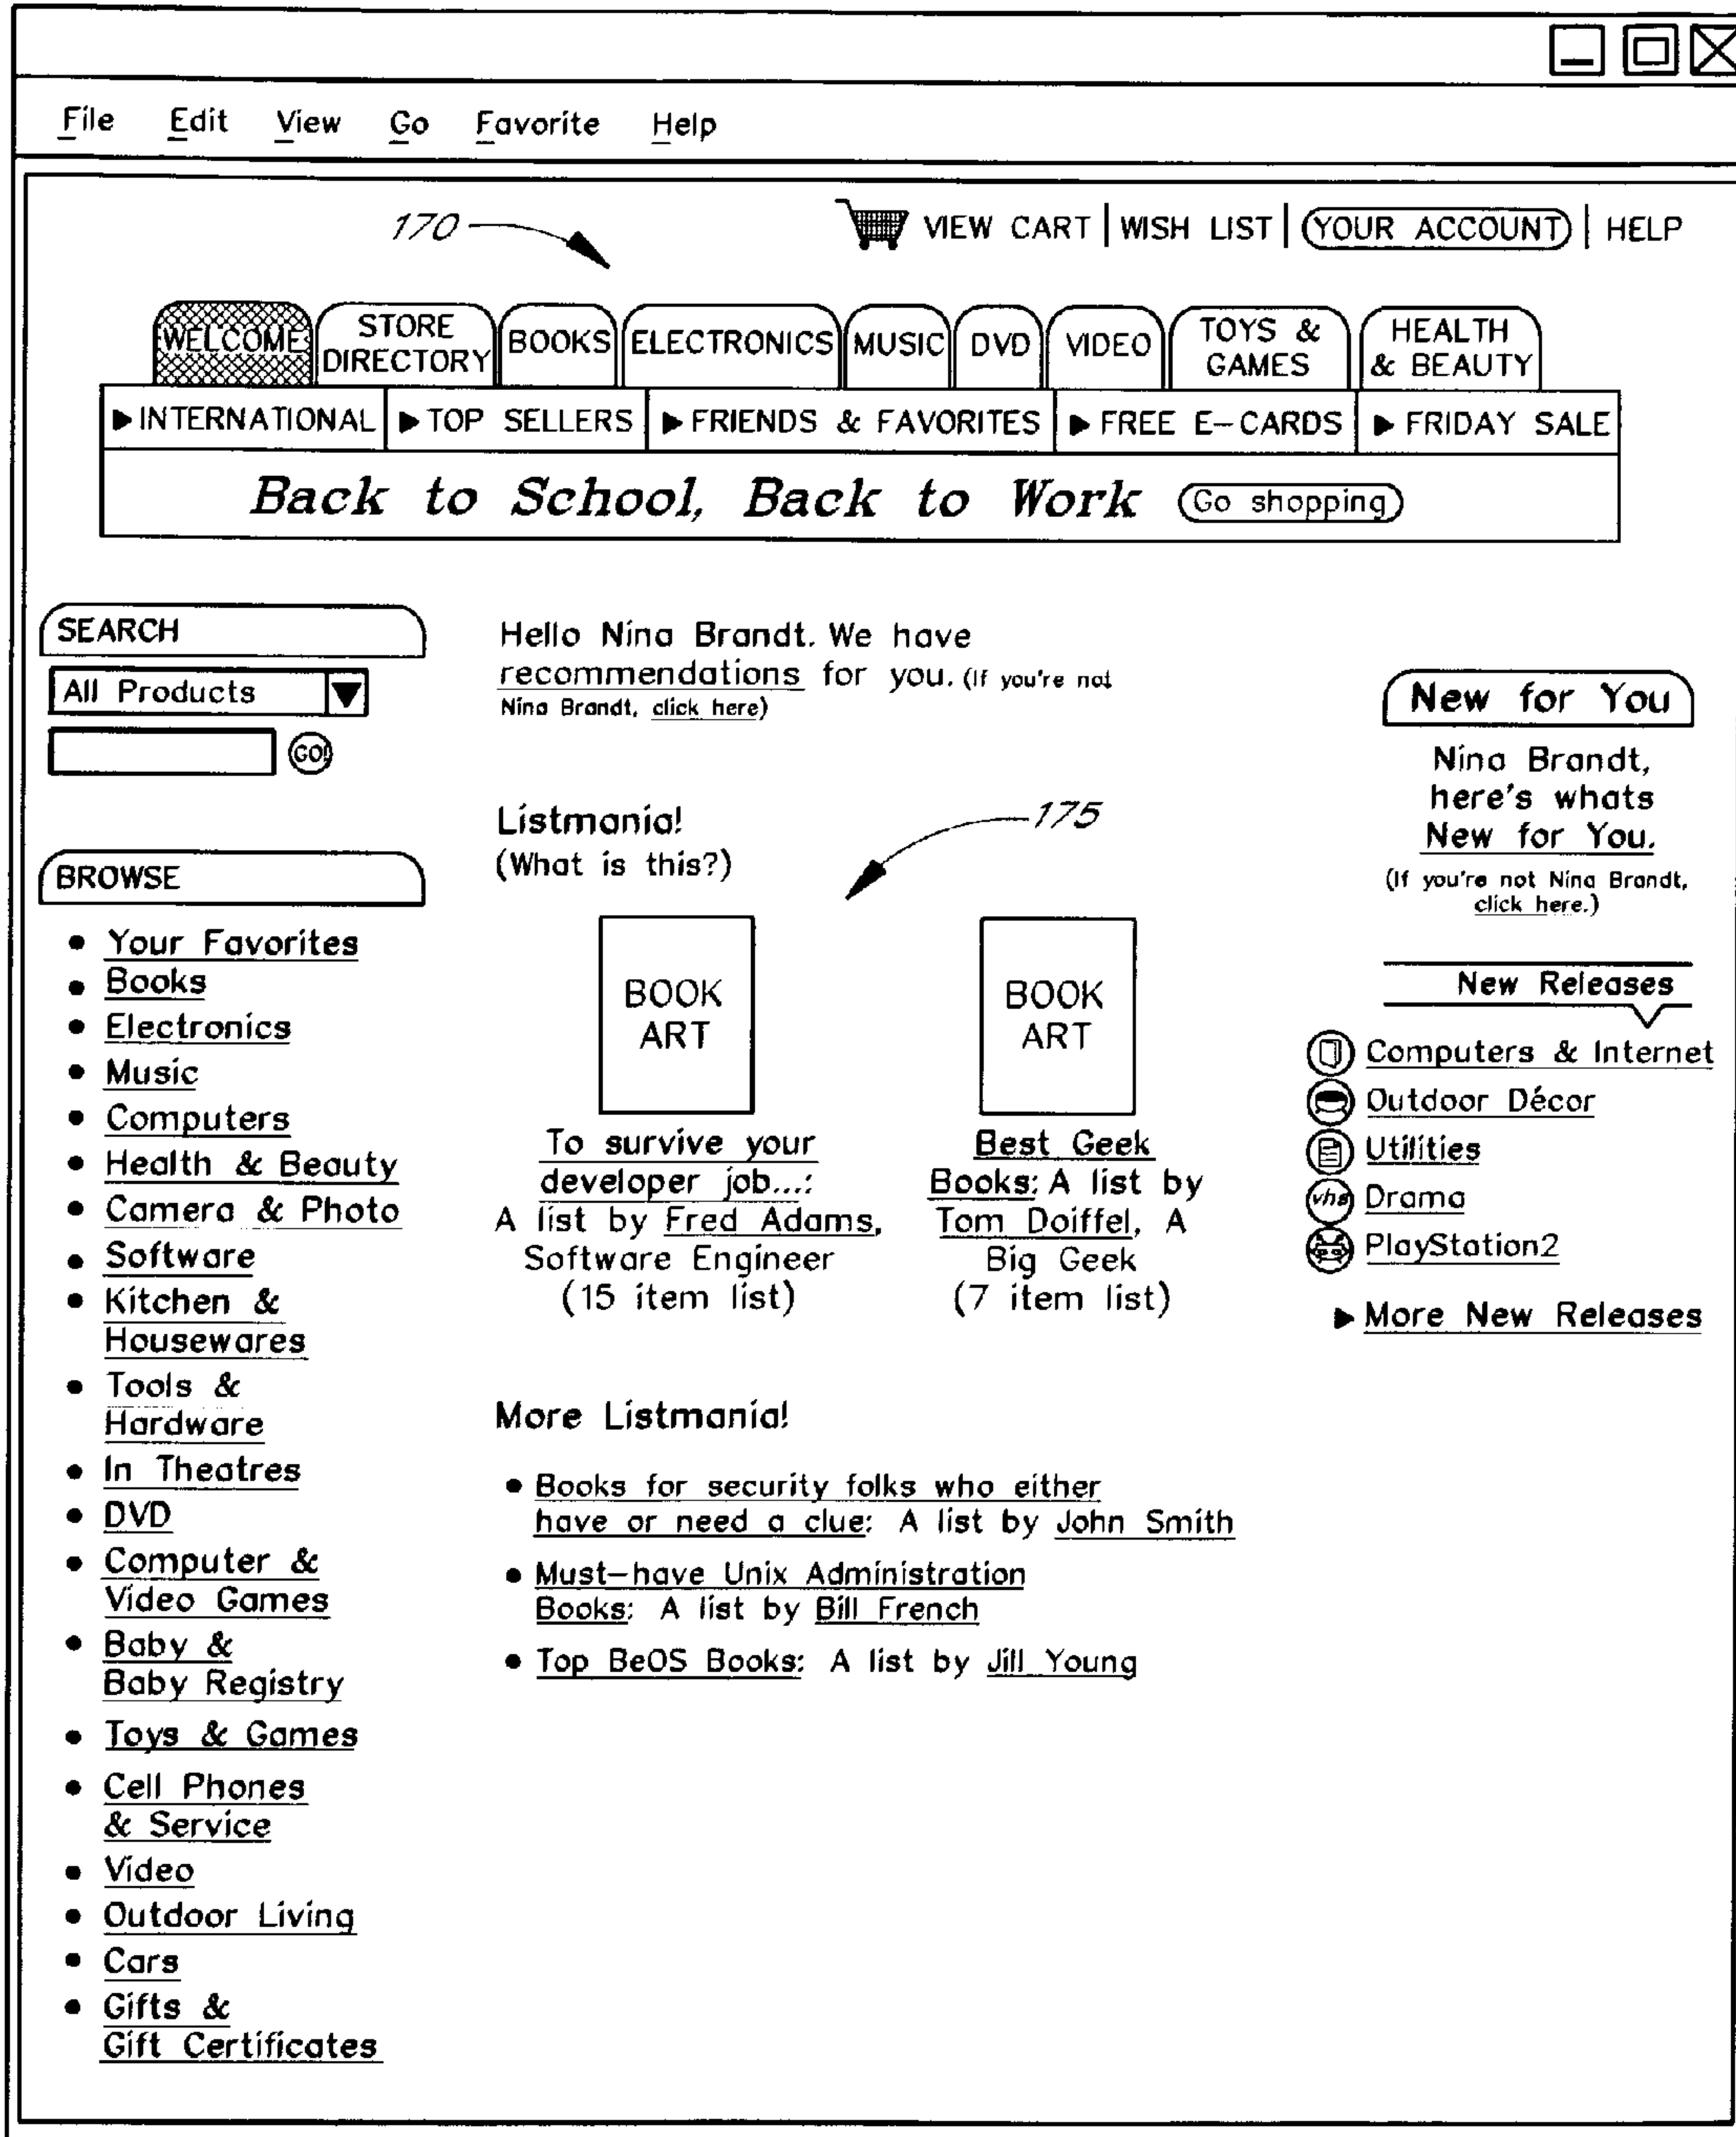 File Edit View Go Favorite Help
170
VIEW CART | WISH LIST | YOUR ACCOUNT | HELP
WELCOME
STORE
DIRECTORY
BOOKS
ELECTRONICS
MUSIC
DVD
VIDEO
TOYS &
GAMES
HEALTH
& BEAUTY
INTERNATIONAL
TOP SELLERS
FRIENDS & FAVORITES
FREE E-CARDS
FRIDAY SALE
Back to School, Back to Work
Go shopping
SEARCH
All Products
GO!
BROWSE
• Your Favorites
• Books
• Electronics
• Music
• Computers
• Health & Beauty
• Camera & Photo
• Software
• Kitchen &
Housewares
• Tools &
Hardware
• In Theatres
• DVD
• Computer &
Video Games
• Baby &
Baby Registry
• Toys & Games
• Cell Phones
& Service
• Video
• Outdoor Living
• Cars
• Gifts &
Gift Certificates
Hello Nina Brandt. We have
recommendations for you. (If you're not
Nina Brandt, click here)
Listmania!
(What is this?)
175
BOOK
ART
To survive your
developer job...:
A list by Fred Adams,
Software Engineer
(15 item list)
BOOK
ART
Best Geek
Books: A list by
Tom Doiffel, A
Big Geek
(7 item list)
More Listmania!
• Books for security folks who either
have or need a clue: A list by John Smith
• Must-have Unix Administration
Books: A list by Bill French
• Top BeOS Books: A list by Jill Young
New for You
Nina Brandt,
here's whats
New for You.
(If you're not Nina Brandt,
click here.)
New Releases
Computers & Internet
Outdoor Décor
Utilities
vhs Drama
PlayStation2
More New Releases